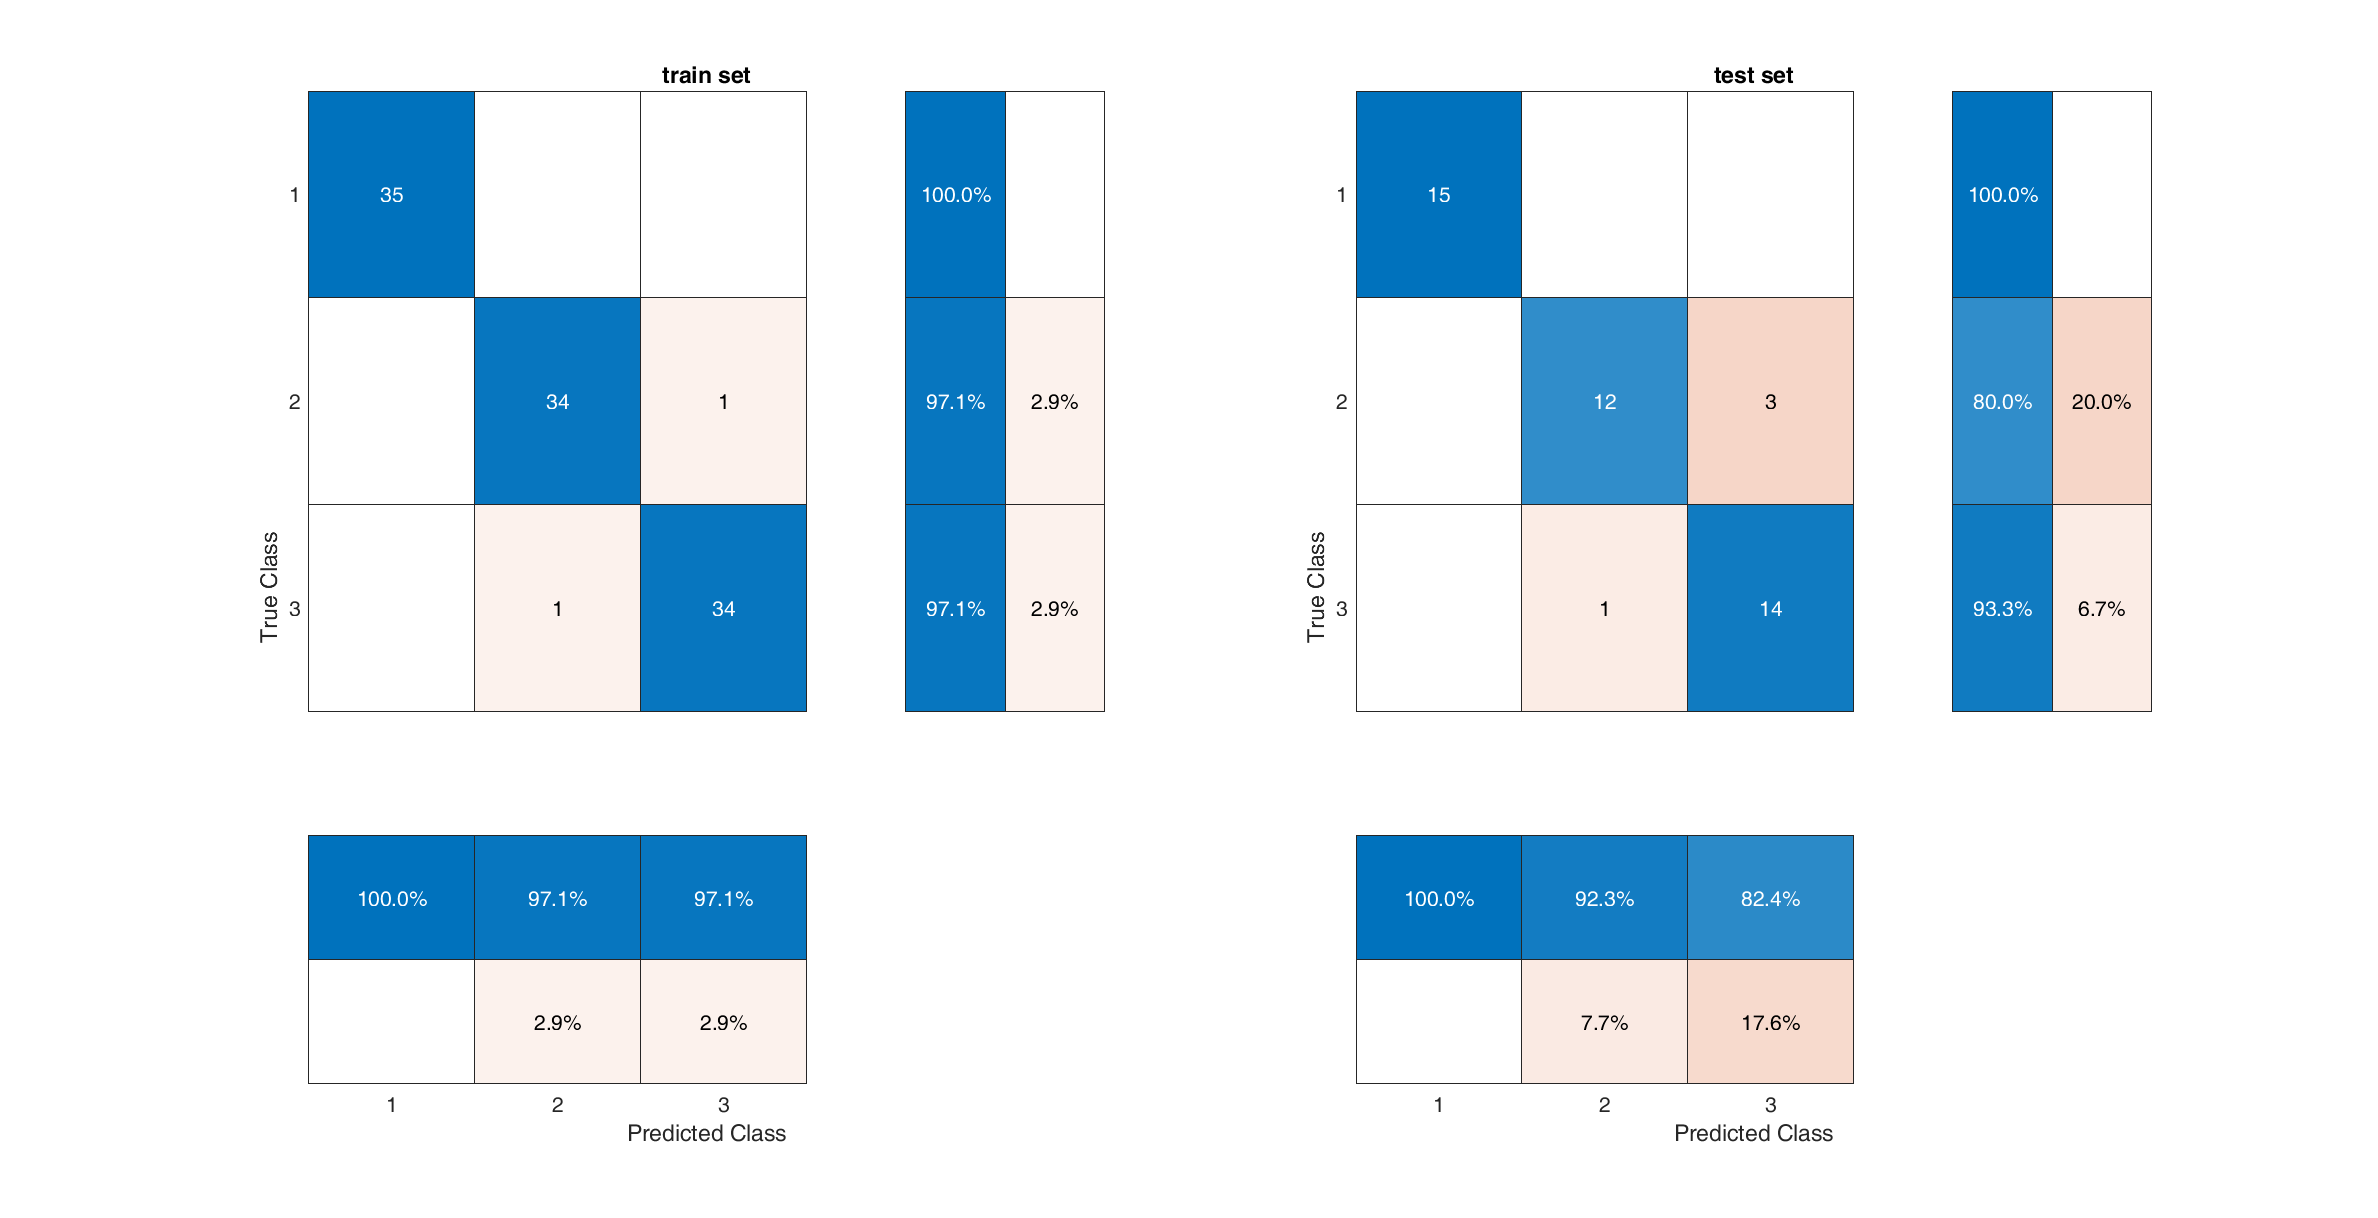 train set
1 35 100.0%
2 34 1 97.1% 2.9%
3 1 34 97.1% 2.9%
True Class
100.0% 97.1% 97.1%
2.9% 2.9%
1 2 3
Predicted Class
test set
1 15 100.0%
2 12 3 80.0% 20.0%
3 1 14 93.3% 6.7%
True Class
100.0% 92.3% 82.4%
7.7% 17.6%
1 2 3
Predicted Class